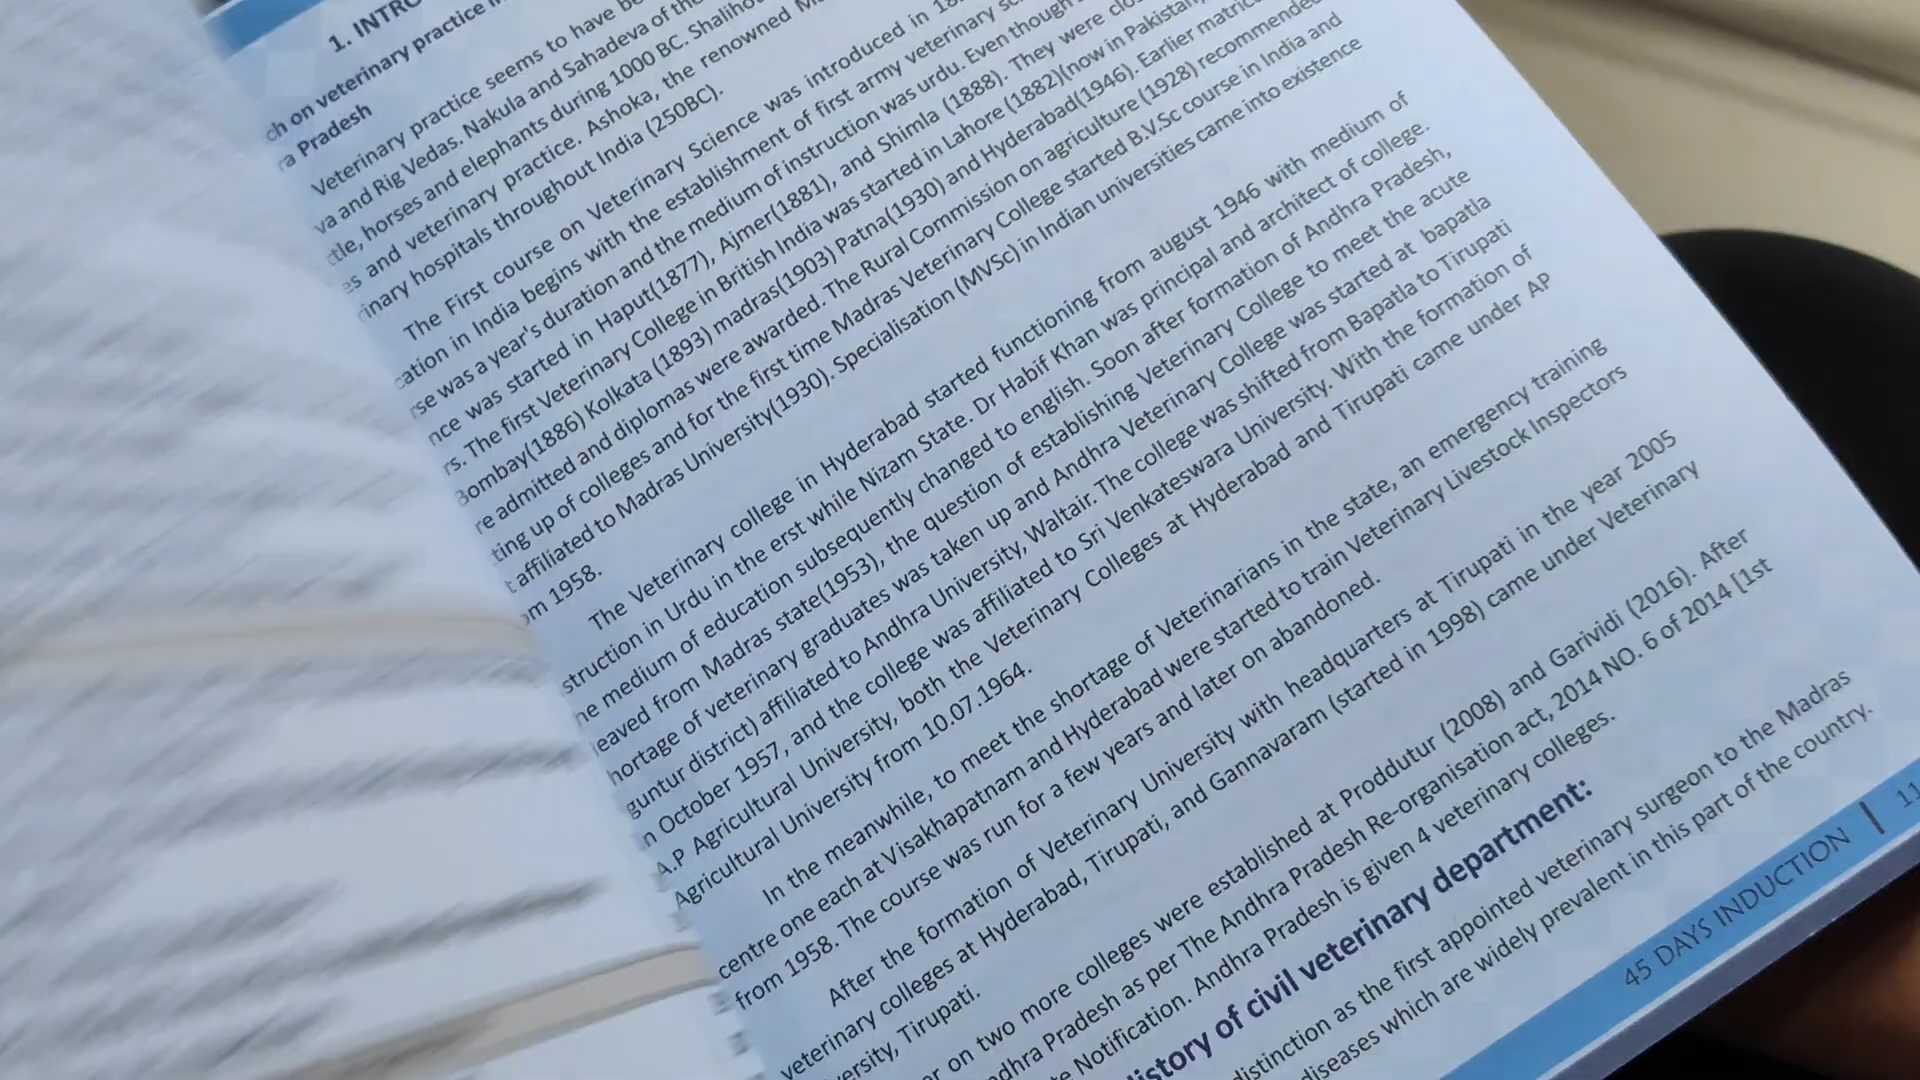 1. INTRO
ch on veterinary practice in
ra Pradesh
Veterinary practice seems to have be
va and Rig Vedas. Nakula and Sahadeva of the
ttle, horses and elephants during 1000 BC. Shaliho
es and veterinary practice. Ashoka, the renowned M
rinary hospitals throughout India (250BC).
The First course on Veterinary Science was introduced in 18
cation in India begins with the establishment of first army veterinary sc
rse was a year's duration and the medium of instruction was urdu. Even though
nce was started in Haput(1877), Ajmer(1881), and Shimla (1888). They were clo
rs. The first Veterinary College in British India was started in Lahore (1882)(now in Pakistan)
Bombay(1886) Kolkata (1893) madras(1903) Patna(1930) and Hyderabad(1946). Earlier matric
re admitted and diplomas were awarded. The Rural Commission on agriculture (1928) recommended
ting up of colleges and for the first time Madras Veterinary College started B.V.Sc course in India and
t affiliated to Madras University(1930). Specialisation (MVSc) in Indian universities came into existence
om 1958.
The Veterinary college in Hyderabad started functioning from august 1946 with medium of
struction in Urdu in the erst while Nizam State. Dr Habif Khan was principal and architect of college.
he medium of education subsequently changed to english. Soon after formation of Andhra Pradesh,
leaved from Madras state(1953), the question of establishing Veterinary College to meet the acute
hortage of veterinary graduates was taken up and Andhra Veterinary College was started at bapatla
guntur district) affiliated to Andhra University, Waltair. The college was shifted from Bapatla to Tirupati
n October 1957, and the college was affiliated to Sri Venkateswara University. With the formation of
A.P Agricultural University, both the Veterinary Colleges at Hyderabad and Tirupati came under AP
Agricultural University from 10.07.1964.
In the meanwhile, to meet the shortage of Veterinarians in the state, an emergency training
centre one each at Visakhapatnam and Hyderabad were started to train Veterinary Livestock Inspectors
from 1958. The course was run for a few years and later on abandoned.
After the formation of Veterinary University with headquarters at Tirupati in the year 2005
veterinary colleges at Hyderabad, Tirupati, and Gannavaram (started in 1998) came under Veterinary
versity, Tirupati.
er on two more colleges were established at Proddutur (2008) and Garividi (2016). After
ndhra Pradesh as per The Andhra Pradesh Re-organisation act, 2014 NO. 6 of 2014 [1st
te Notification. Andhra Pradesh is given 4 veterinary colleges.
istory of civil veterinary department:
distinction as the first appointed veterinary surgeon to the Madras
diseases which are widely prevalent in this part of the country.
45 DAYS INDUCTION | 11